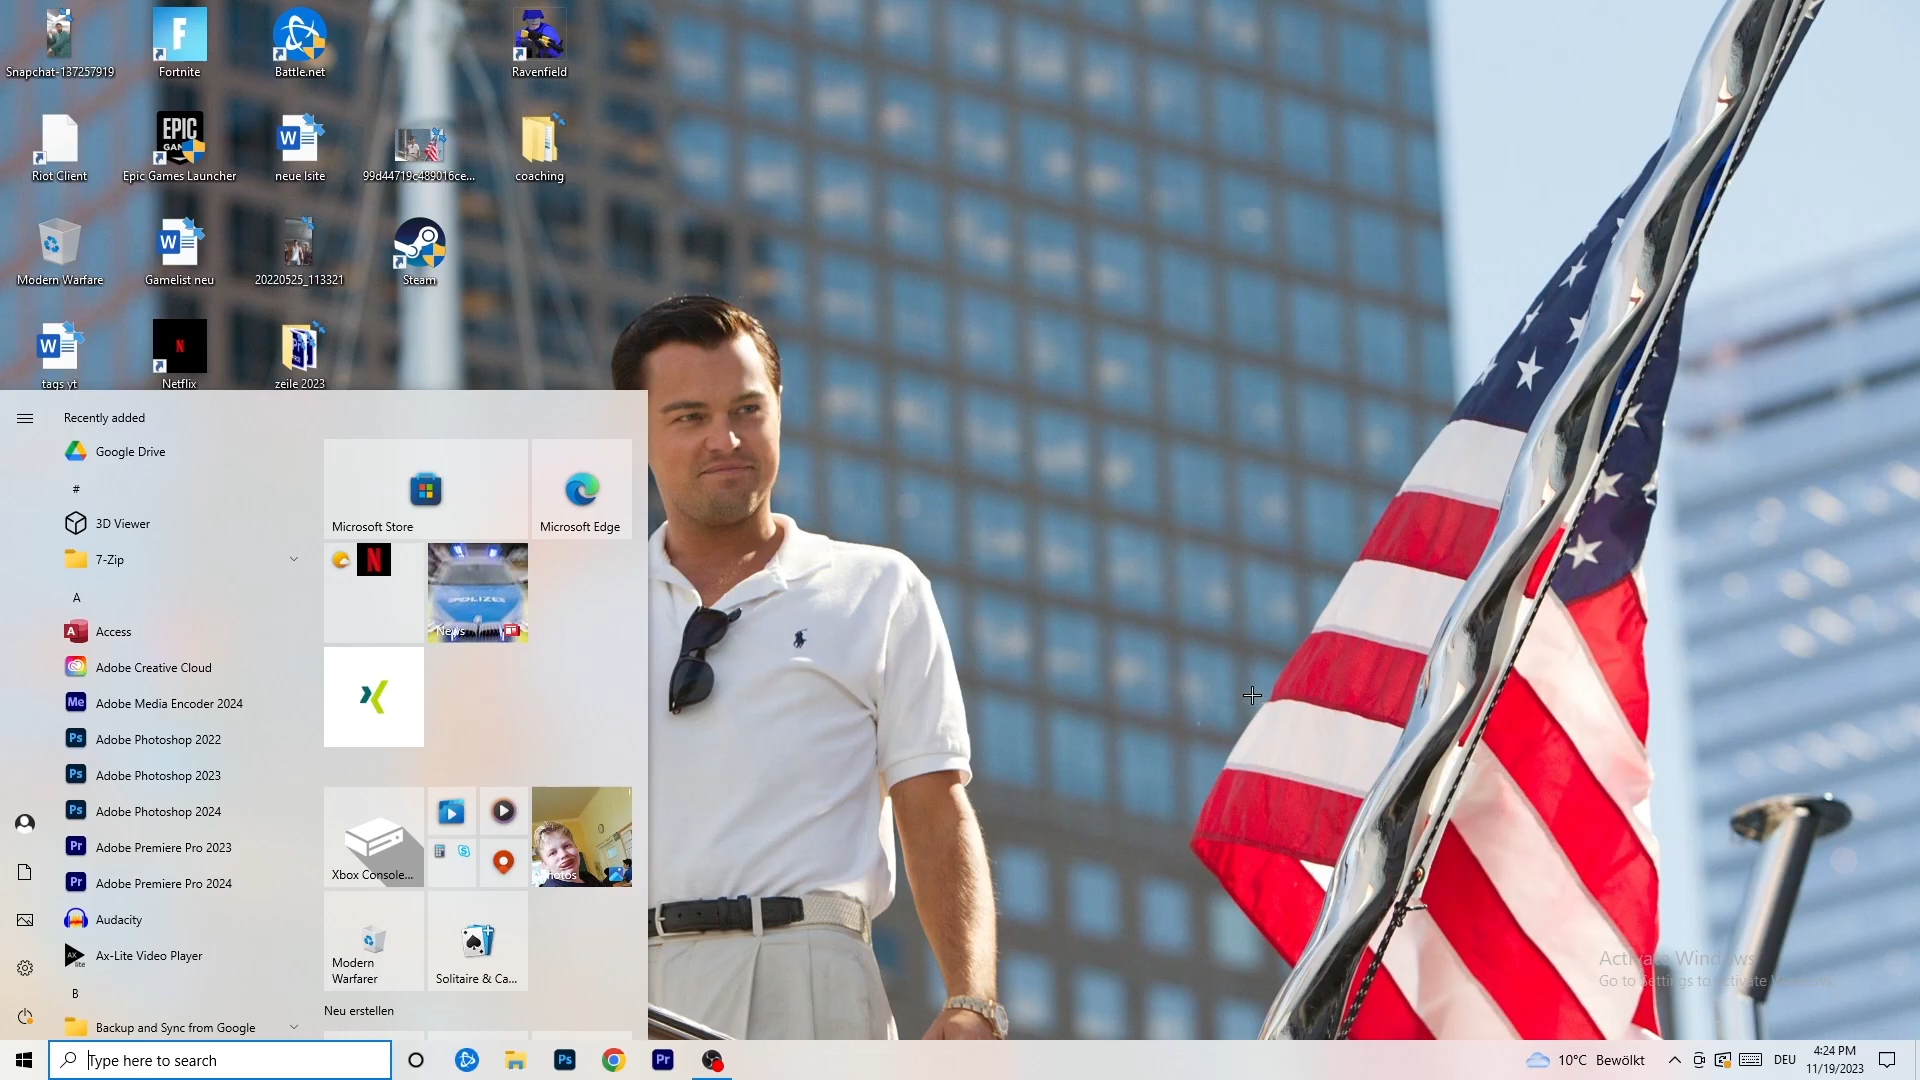 Snapchat-137257919
Fortnite
Battle.net
Ravenfield
Riot Client
EPIC
Epic Games Launcher
neue lsite
99d44719c489016ce...
coaching
Modern Warfare
Gamelist neu
20220525_113321
Steam
tags yt
Netflix
zeile 2023
Recently added
Google Drive
#
3D Viewer
7-Zip
A
Access
Adobe Creative Cloud
Adobe Media Encoder 2024
Adobe Photoshop 2022
Adobe Photoshop 2023
Adobe Photoshop 2024
Adobe Premiere Pro 2023
Adobe Premiere Pro 2024
Audacity
Ax-Lite Video Player
B
Backup and Sync from Google
Microsoft Store
Microsoft Edge
POLIZEI
News
Xbox Console...
Photos
Modern
Warfarer
Solitaire & Ca...
Neu erstellen
Activate Windows
Go to Settings to activate Windows.
Type here to search
10°C Bewölkt
DEU
4:24 PM
11/19/2023